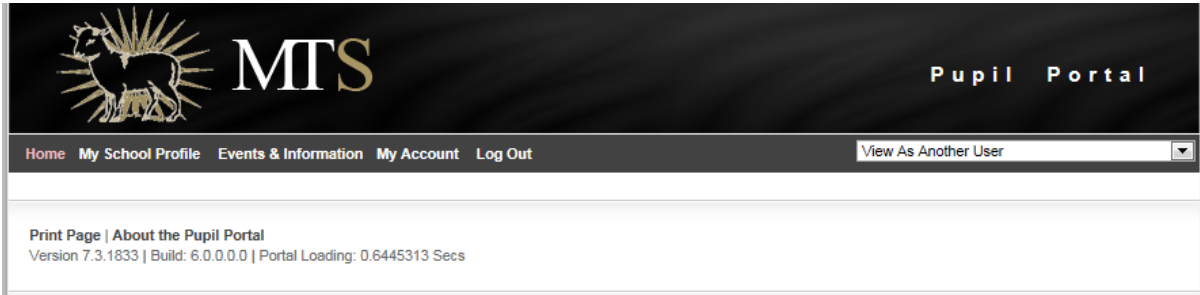 MTS
Pupil Portal
Home My School Profile Events & Information My Account Log Out View As Another User
Print Page | About the Pupil Portal
Version 7.3.1833 | Build: 6.0.0.0.0 | Portal Loading: 0.6445313 Secs